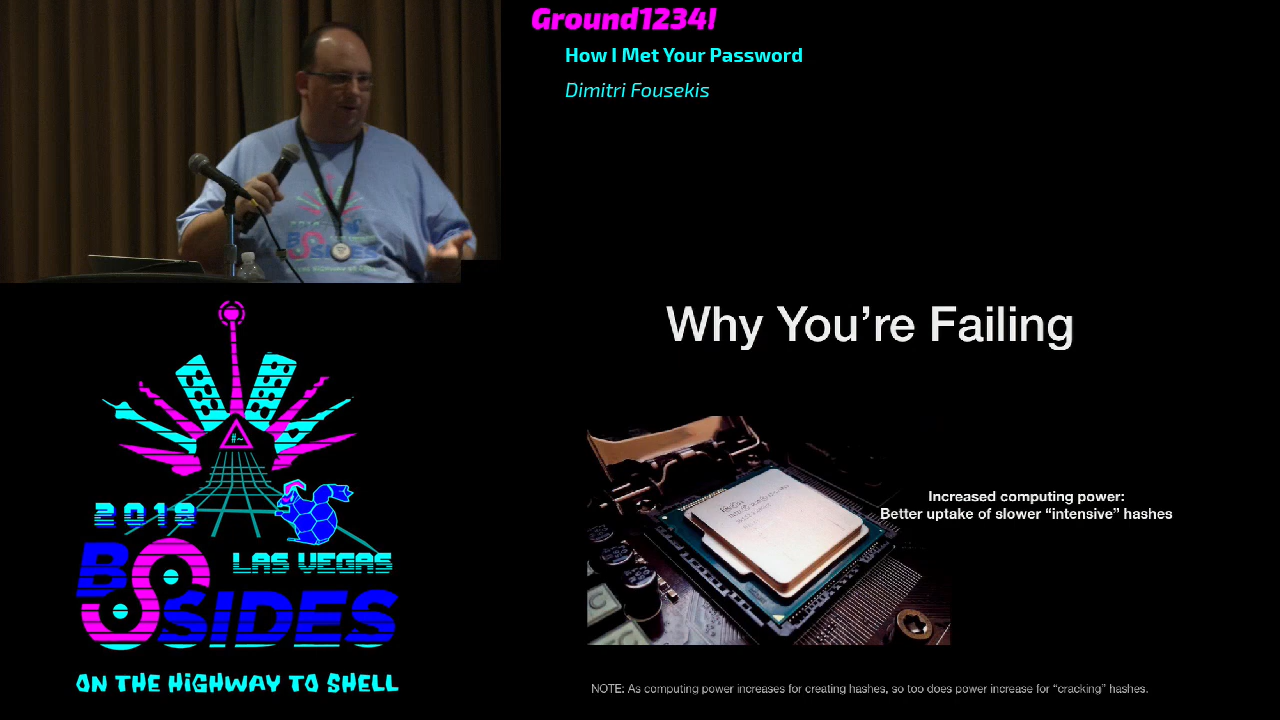 Ground1234!
How I Met Your Password
Dimitri Fousekis
Why You're Failing
Increased computing power:
Better uptake of slower “intensive” hashes
NOTE: As computing power increases for creating hashes, so too does power increase for “cracking” hashes.
#~
2018
LAS VEGAS
BSIDES
ON THE HIGHWAY TO SHELL